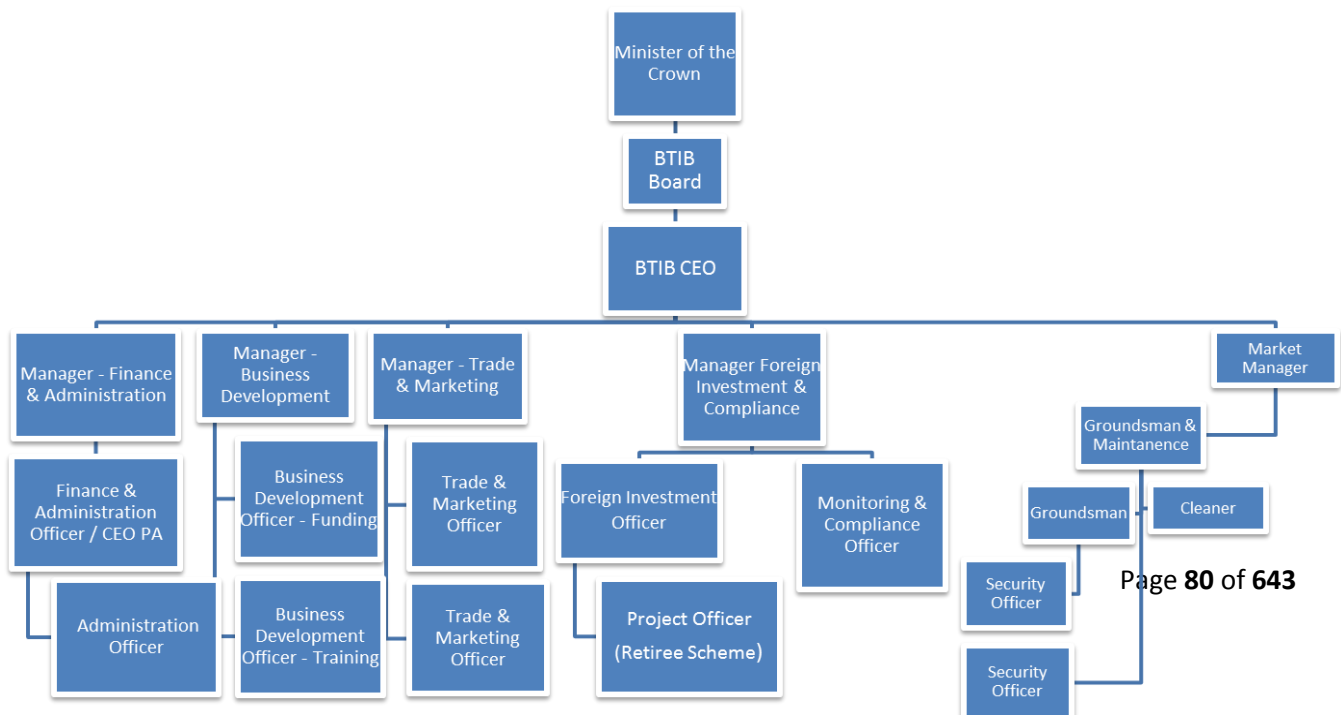 Minister of the
Crown
BTIB
Board
BTIB CEO
Manager - Finance
& Administration
Manager -
Business
Development
Manager - Trade
& Marketing
Manager Foreign
Investment &
Compliance
Market
Manager
Groundsman &
Maintanence
Finance &
Administration
Officer / CEO PA
Business
Development
Officer - Funding
Trade &
Marketing
Officer
Foreign Investment
Officer
Monitoring &
Compliance
Officer
Groundsman
Cleaner
Security
Officer
Page 80 of 643
Administration
Officer
Business
Development
Officer - Training
Trade &
Marketing
Officer
Project Officer
(Retiree Scheme)
Security
Officer